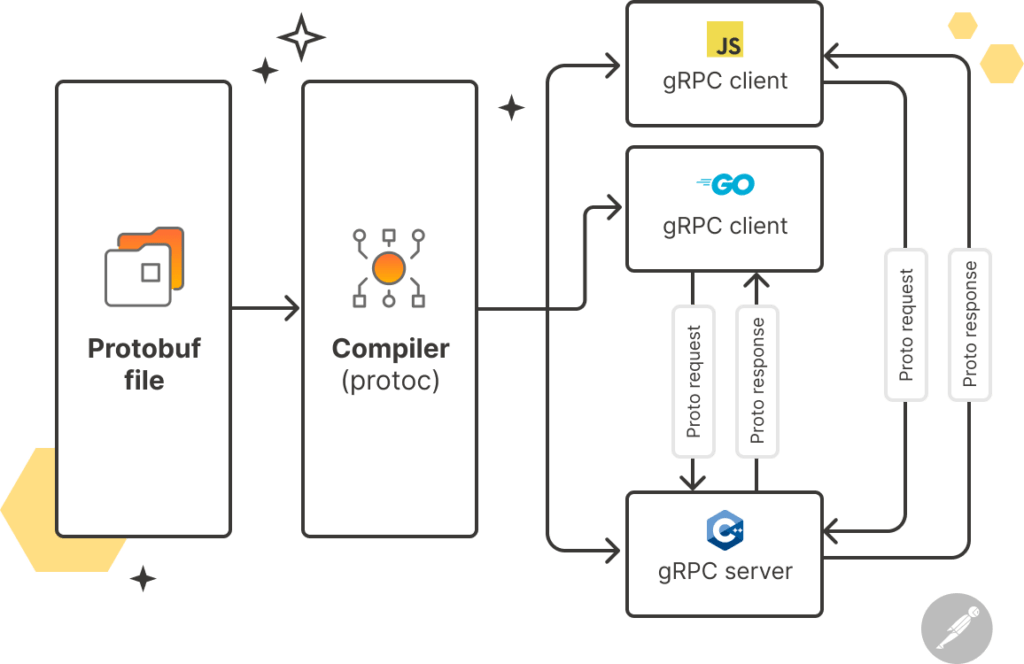 Protobuf
file
Compiler
(protoc)
JS
gRPC client
GO
gRPC client
Proto request
Proto response
Proto request
Proto response
C++
gRPC server